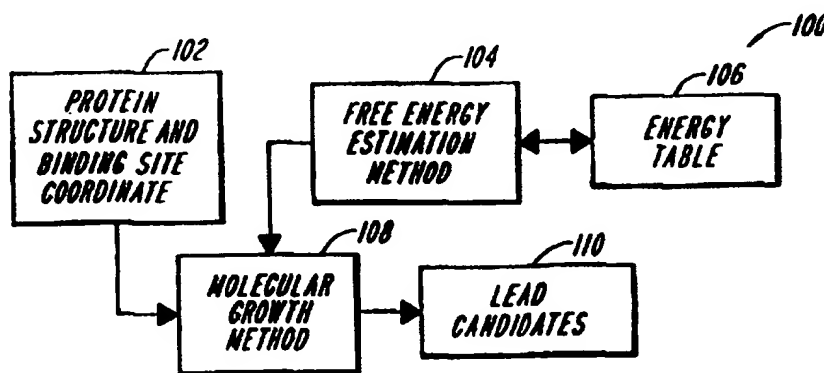 100
102
PROTEIN
STRUCTURE AND
BINDING SITE
COORDINATE
104
FREE ENERGY
ESTIMATION
METHOD
106
ENERGY
TABLE
108
MOLECULAR
GROWTH
METHOD
110
LEAD
CANDIDATES